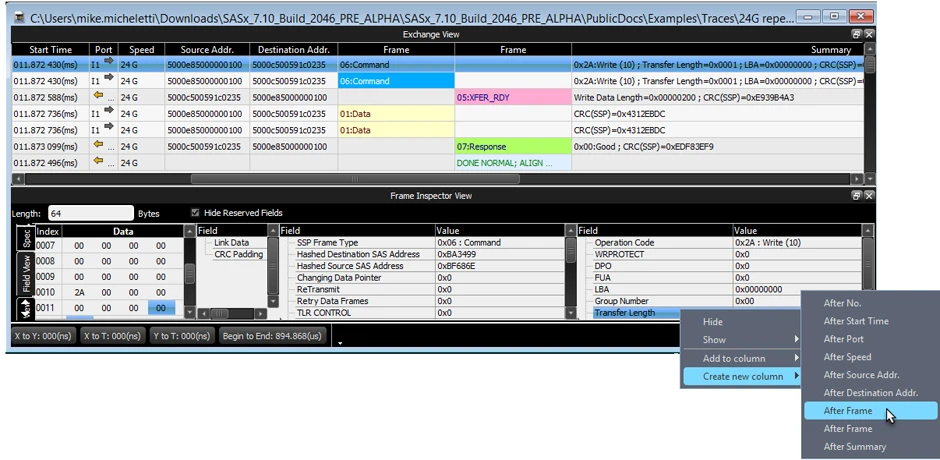 C:\Users\mike.micheletti\Downloads\SASx_7.10_Build_2046_PRE_ALPHA\SASx_7.10_Build_2046_PRE_ALPHA\PublicDocs\Examples\Traces\24G repe...
Exchange View
Start Time Port Speed Source Addr. Destination Addr. Frame Frame Summary
011.872 430(ms) I1 24 G 5000e85000000100 5000c500591c0235 06:Command 0x2A:Write (10) ; Transfer Length=0x0001 ; LBA=0x00000000 ; CRC(SSP)=
011.872 430(ms) I1 24 G 5000e85000000100 5000c500591c0235 06:Command 0x2A:Write (10) ; Transfer Length=0x0001 ; LBA=0x00000000 ; CRC(SSP)=
011.872 588(ms) ... 24 G 5000c500591c0235 5000e85000000100 05:XFER_RDY Write Data Length=0x00000200 ; CRC(SSP)=0xE939B4A3
011.872 736(ms) I1 24 G 5000e85000000100 5000c500591c0235 01:Data CRC(SSP)=0x4312EBDC
011.872 736(ms) I1 24 G 5000e85000000100 5000c500591c0235 01:Data CRC(SSP)=0x4312EBDC
011.873 099(ms) ... 24 G 5000c500591c0235 5000e85000000100 07:Response 0x00:Good ; CRC(SSP)=0xEDF83EF9
011.872 496(ms) ... 24 G DONE NORMAL; ALIGN ...
Frame Inspector View
Length: 64 Bytes Hide Reserved Fields
Spec
Field View
Index Data
0007 00 00 00 00
0008 00 00 00 00
0009 00 00 00 00
0010 2A 00 00 00
0011 00 00 00 00
Field
Link Data
CRC Padding
Field Value
SSP Frame Type 0x06 : Command
Hashed Destination SAS Address 0xBA3499
Hashed Source SAS Address 0xBF686E
Changing Data Pointer 0x0
ReTransmit 0x0
Retry Data Frames 0x0
TLR CONTROL 0x0
Field Value
Operation Code 0x2A : Write (10)
WRPROTECT 0x0
DPO 0x0
FUA 0x0
LBA 0x00000000
Group Number 0x00
Transfer Length
X to Y: 000(ns) X to T: 000(ns) Y to T: 000(ns) Begin to End: 894.868(us)
Hide
Show
Add to column
Create new column
After No.
After Start Time
After Port
After Speed
After Source Addr.
After Destination Addr.
After Frame
After Frame
After Summary